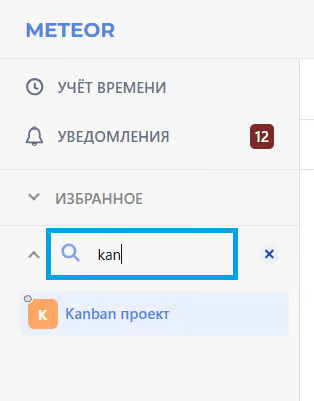 METEOR
УЧЁТ ВРЕМЕНИ
УВЕДОМЛЕНИЯ 12
ИЗБРАННОЕ
kan
K Kanban проект